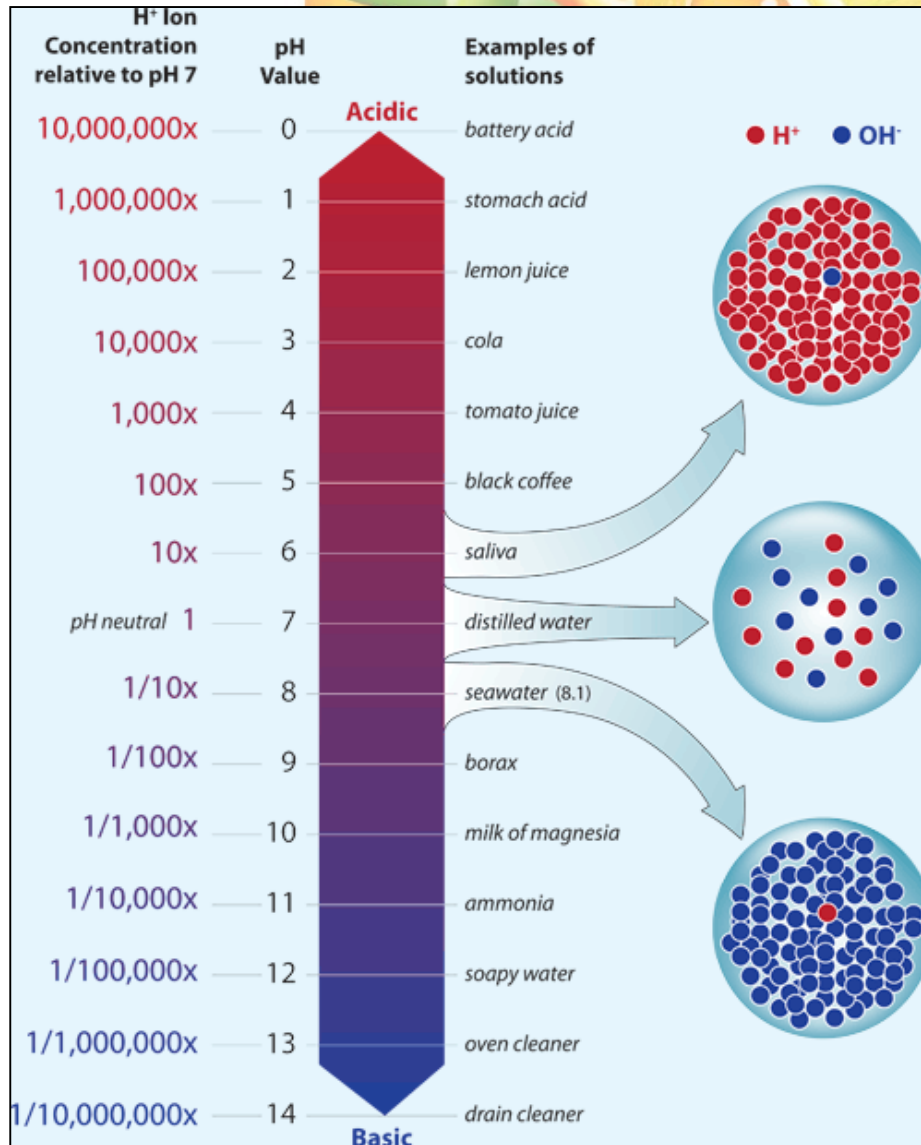 H+ Ion
Concentration
relative to pH 7
pH
Value
Examples of
solutions
Acidic
10,000,000x 0 battery acid
H+ OH-
1,000,000x 1 stomach acid
100,000x 2 lemon juice
10,000x 3 cola
1,000x 4 tomato juice
100x 5 black coffee
10x 6 saliva
pH neutral 1 7 distilled water
1/10x 8 seawater (8.1)
1/100x 9 borax
1/1,000x 10 milk of magnesia
1/10,000x 11 ammonia
1/100,000x 12 soapy water
1/1,000,000x 13 oven cleaner
1/10,000,000x 14 drain cleaner
Basic